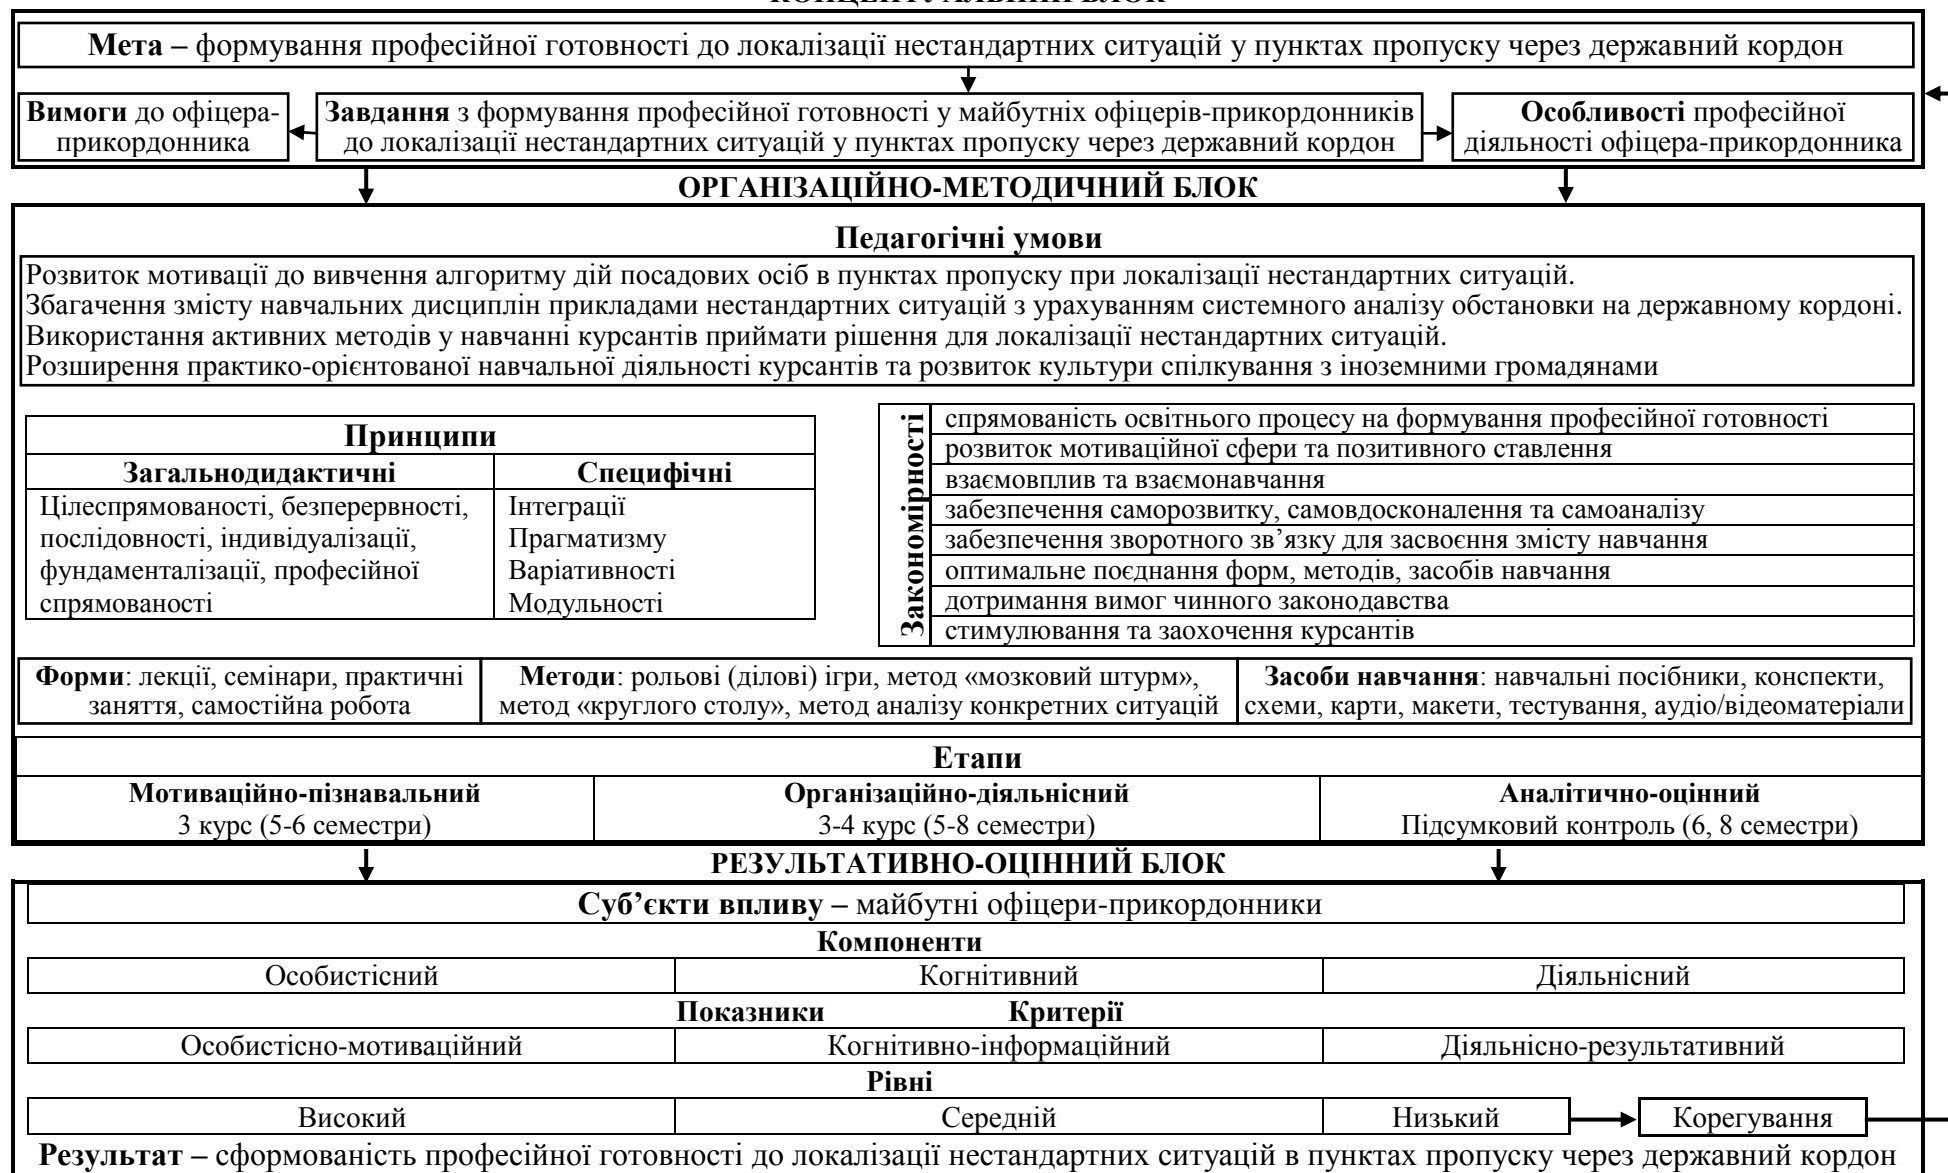 КОНЦЕПТУАЛЬНИЙ БЛОК
Мета – формування професійної готовності до локалізації нестандартних ситуацій у пунктах пропуску через державний кордон
Вимоги до офіцера-
прикордонника
Завдання з формування професійної готовності у майбутніх офіцерів-прикордонників
до локалізації нестандартних ситуацій у пунктах пропуску через державний кордон
Особливості професійної
діяльності офіцера-прикордонника
ОРГАНІЗАЦІЙНО-МЕТОДИЧНИЙ БЛОК
Педагогічні умови
Розвиток мотивації до вивчення алгоритму дій посадових осіб в пунктах пропуску при локалізації нестандартних ситуацій.
Збагачення змісту навчальних дисциплін прикладами нестандартних ситуацій з урахуванням системного аналізу обстановки на державному кордоні.
Використання активних методів у навчанні курсантів приймати рішення для локалізації нестандартних ситуацій.
Розширення практико-орієнтованої навчальної діяльності курсантів та розвиток культури спілкування з іноземними громадянами
Принципи
Загальнодидактичні
Цілеспрямованості, безперервності,
послідовності, індивідуалізації,
фундаменталізації, професійної
спрямованості
Специфічні
Інтеграції
Прагматизму
Варіативності
Модульності
Закономірності
спрямованість освітнього процесу на формування професійної готовності
розвиток мотиваційної сфери та позитивного ставлення
взаємовплив та взаємонавчання
забезпечення саморозвитку, самовдосконалення та самоаналізу
забезпечення зворотного зв’язку для засвоєння змісту навчання
оптимальне поєднання форм, методів, засобів навчання
дотримання вимог чинного законодавства
стимулювання та заохочення курсантів
Форми: лекції, семінари, практичні
заняття, самостійна робота
Методи: рольові (ділові) ігри, метод «мозковий штурм»,
метод «круглого столу», метод аналізу конкретних ситуацій
Засоби навчання: навчальні посібники, конспекти,
схеми, карти, макети, тестування, аудіо/відеоматеріали
Етапи
Мотиваційно-пізнавальний
3 курс (5-6 семестри)
Організаційно-діяльнісний
3-4 курс (5-8 семестри)
Аналітично-оцінний
Підсумковий контроль (6, 8 семестри)
РЕЗУЛЬТАТИВНО-ОЦІННИЙ БЛОК
Суб’єкти впливу – майбутні офіцери-прикордонники
Компоненти
Особистісний
Когнітивний
Діяльнісний
Показники Критерії
Особистісно-мотиваційний
Когнітивно-інформаційний
Діяльнісно-результативний
Рівні
Високий
Середній
Низький
Корегування
Результат – сформованість професійної готовності до локалізації нестандартних ситуацій в пунктах пропуску через державний кордон